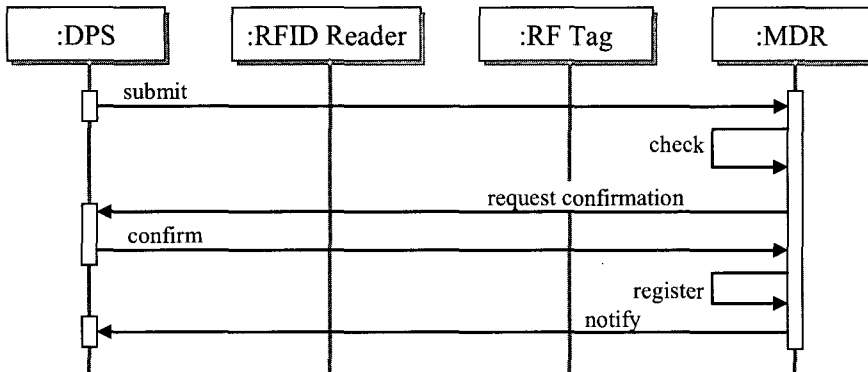 :DPS
:RFID Reader
:RF Tag
:MDR
submit
check
request confirmation
confirm
register
notify